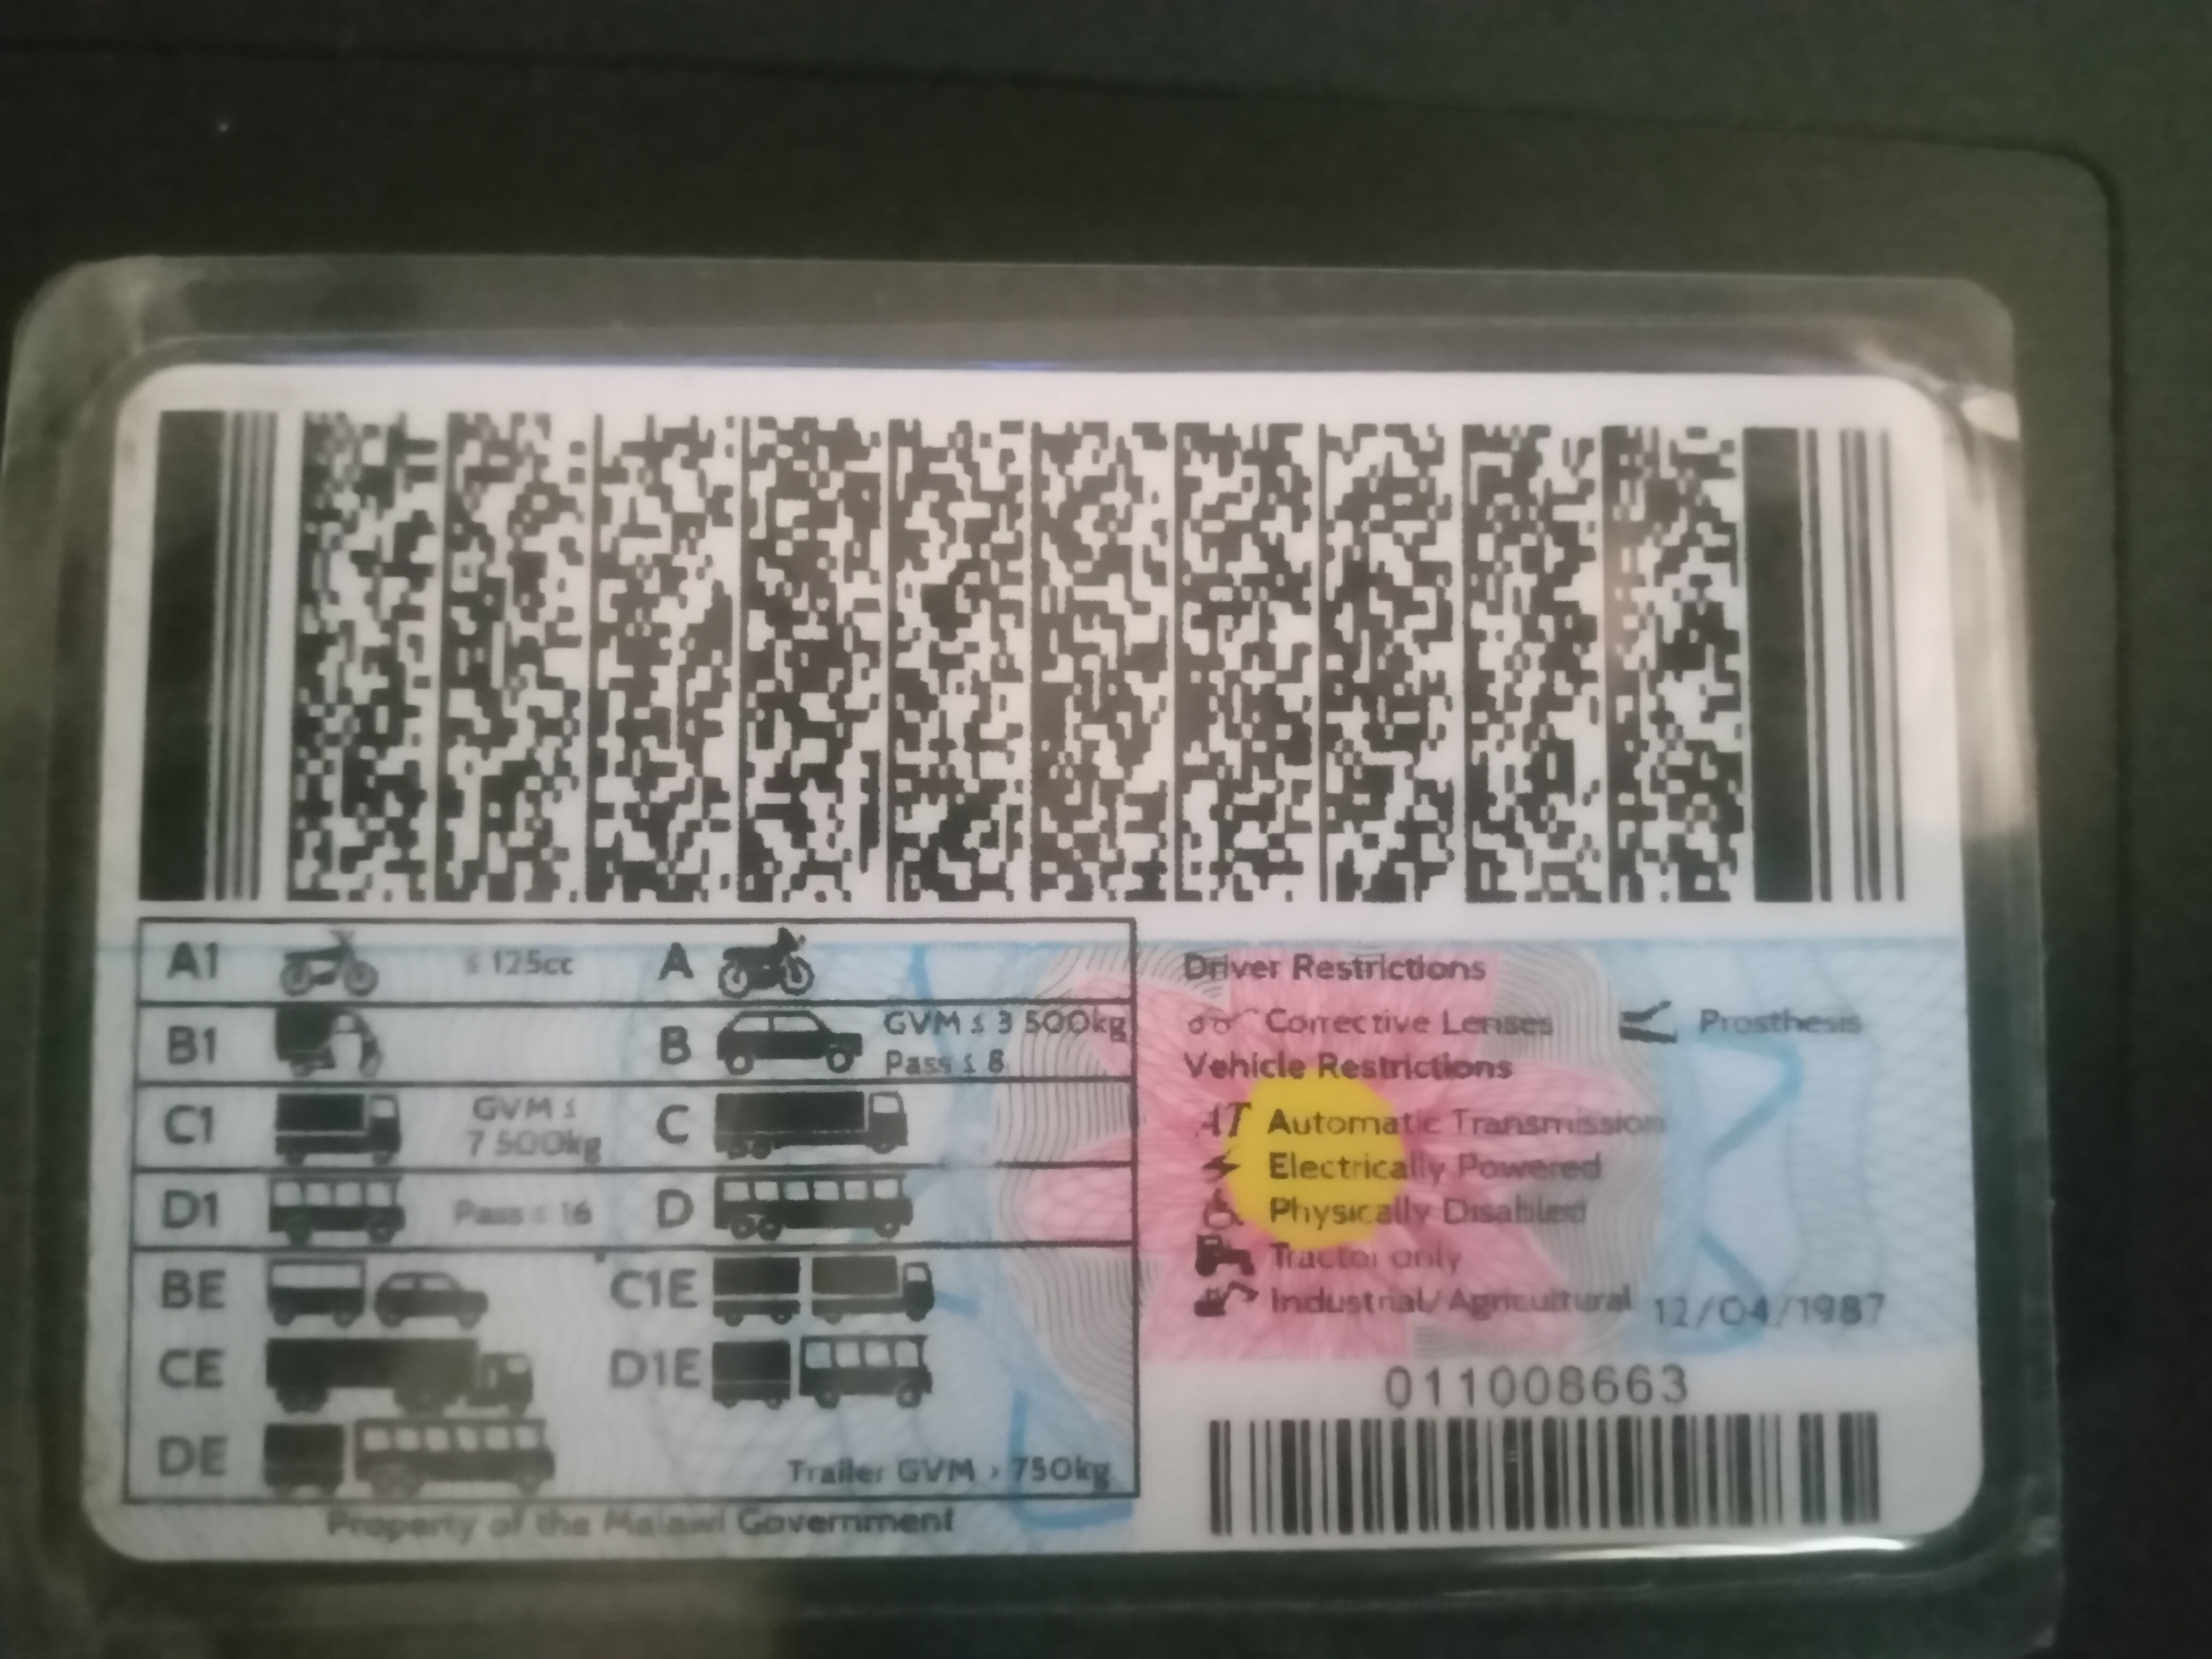 A1 ≤ 125cc A
B1 B GVM ≤ 3 500kg
Pass ≤ 8
C1 GVM ≤ 7 500kg C
D1 Pass ≤ 16 D
BE C1E
CE D1E
DE Trailer GVM > 750kg
Property of the Malawi Government
Driver Restrictions
Corrective Lenses Prosthesis
Vehicle Restrictions
AT Automatic Transmission
Electrically Powered
Physically Disabled
Tractor only
Industrial/Agricultural 12/04/1987
011008663